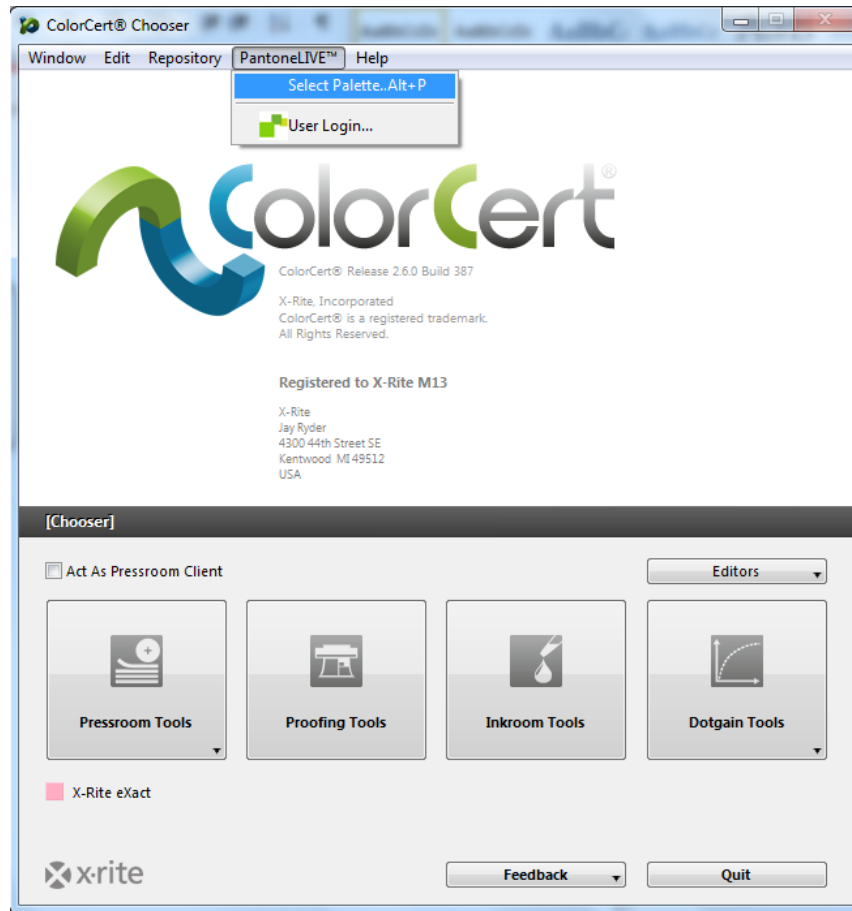 ColorCert® Chooser
Window Edit Repository PantoneLIVE™ Help
Select Palette..Alt+P
User Login...
ColorCert®
ColorCert® Release 2.6.0 Build 387
X-Rite, Incorporated
ColorCert® is a registered trademark.
All Rights Reserved.
Registered to X-Rite M13
X-Rite
Jay Ryder
4300 44th Street SE
Kentwood MI 49512
USA
[Chooser]
Act As Pressroom Client
Editors
Pressroom Tools
Proofing Tools
Inkroom Tools
Dotgain Tools
X-Rite eXact
x·rite
Feedback
Quit